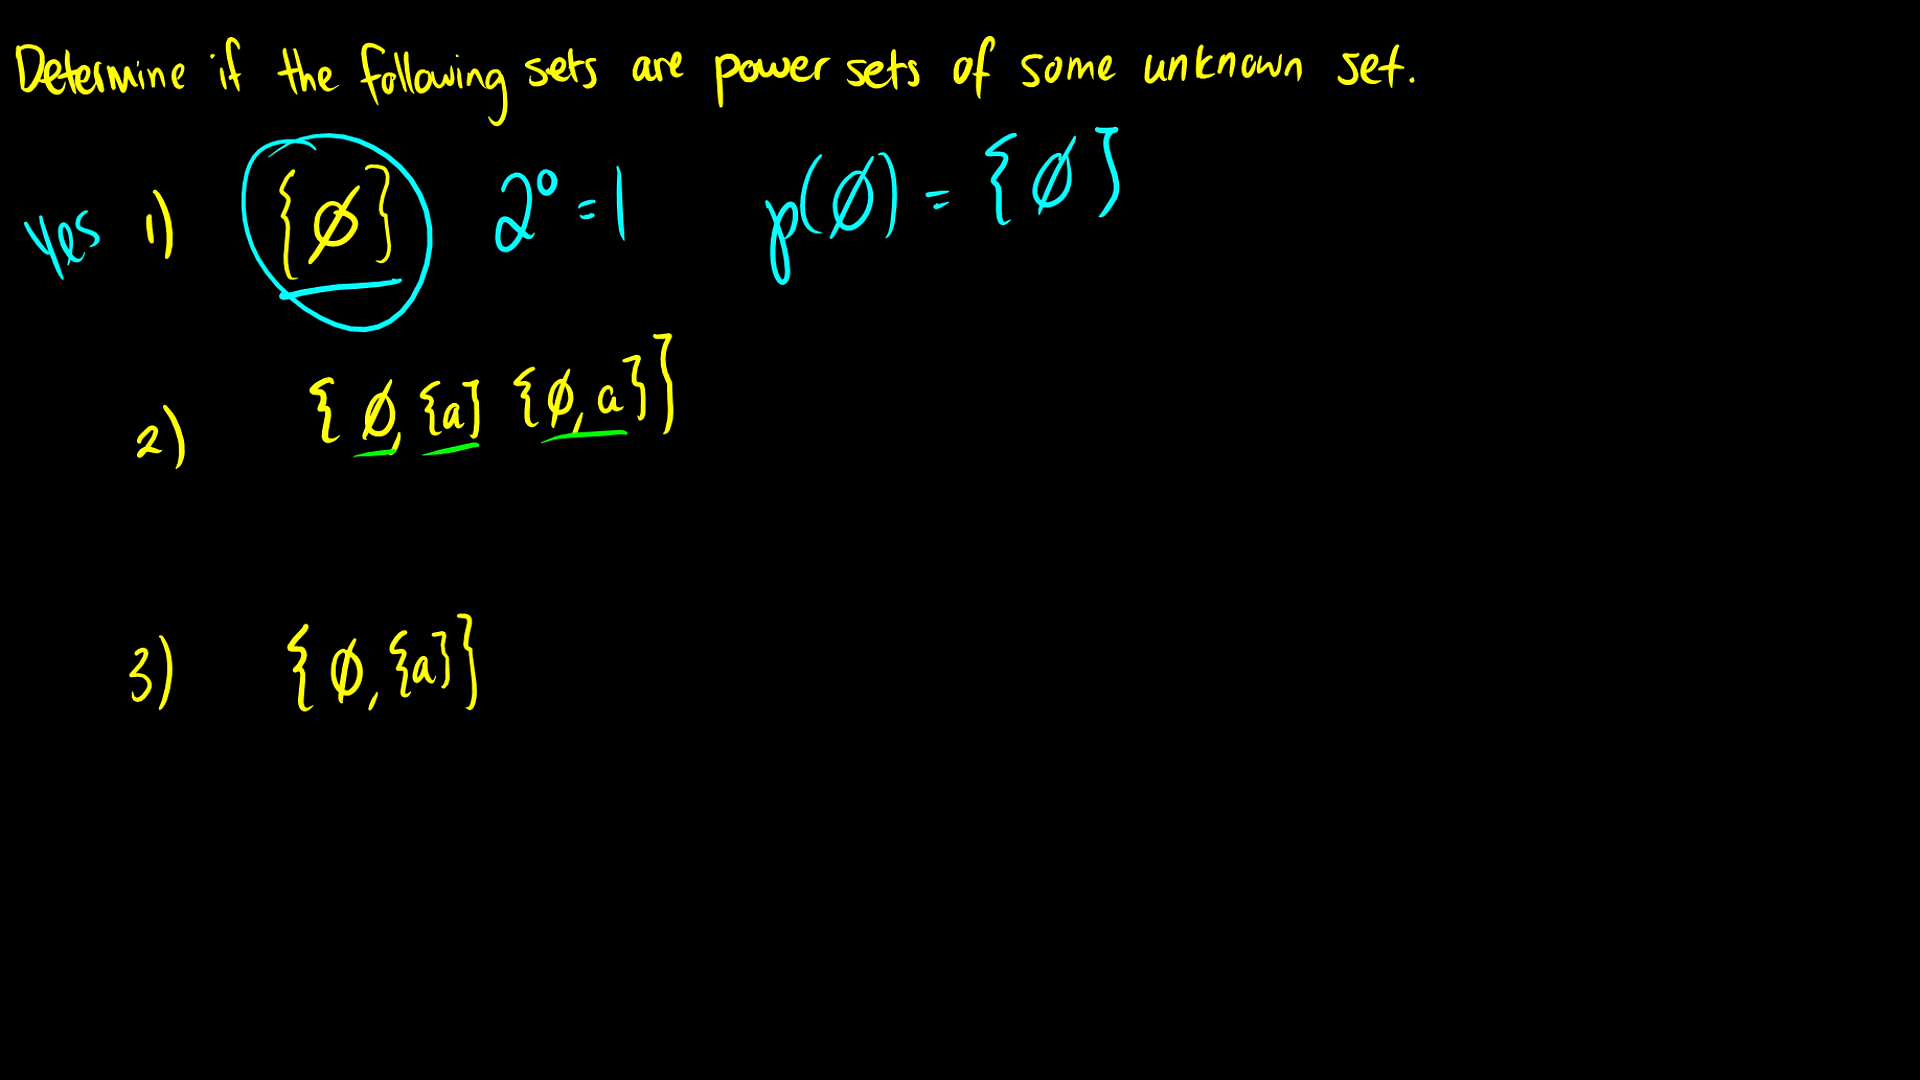 Determine if the following sets are power sets of some unknown set.
Yes 1) {∅} 2⁰ = 1 p(∅) = {∅}
2) {∅, {a} {∅, a}}
3) {∅, {a}}